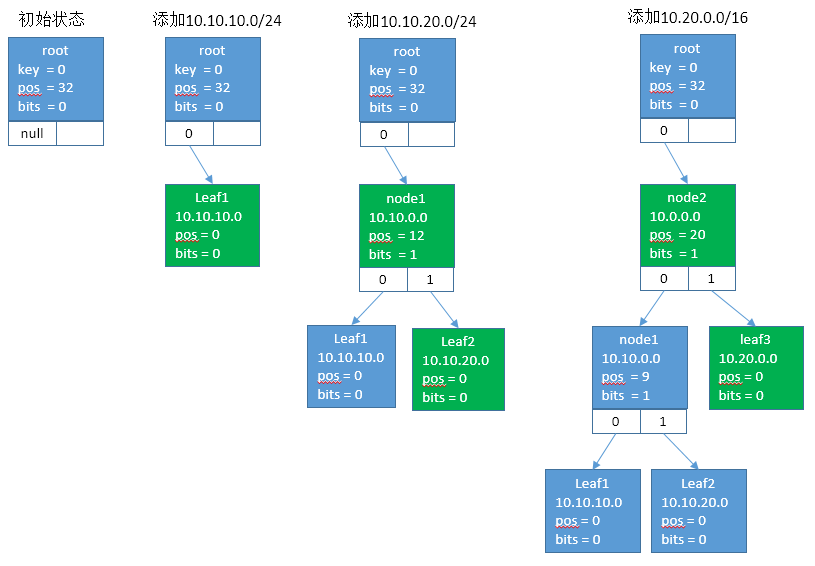 初始状态
root
key = 0
pos = 32
bits = 0
null
添加10.10.10.0/24
root
key = 0
pos = 32
bits = 0
0
Leaf1
10.10.10.0
pos = 0
bits = 0
添加10.10.20.0/24
root
key = 0
pos = 32
bits = 0
0
node1
10.10.0.0
pos = 12
bits = 1
0 1
Leaf1
10.10.10.0
pos = 0
bits = 0
Leaf2
10.10.20.0
pos = 0
bits = 0
添加10.20.0.0/16
root
key = 0
pos = 32
bits = 0
0
node2
10.0.0.0
pos = 20
bits = 1
0 1
node1
10.10.0.0
pos = 9
bits = 1
0 1
leaf3
10.20.0.0
pos = 0
bits = 0
Leaf1
10.10.10.0
pos = 0
bits = 0
Leaf2
10.10.20.0
pos = 0
bits = 0